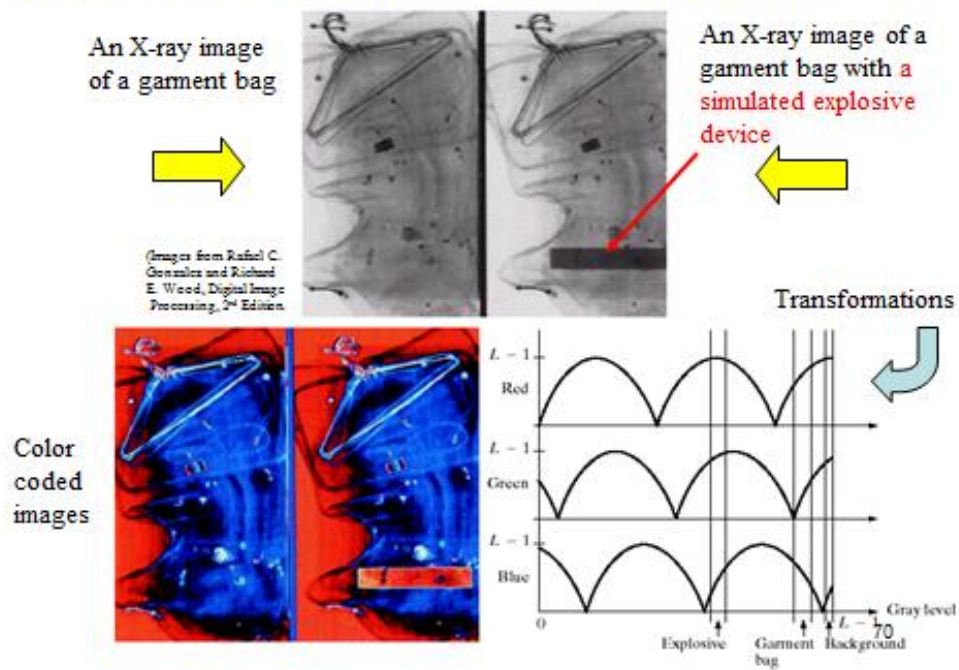 An X-ray image
of a garment bag
An X-ray image of a
garment bag with a
simulated explosive
device
(Images from Rafael C.
Gonzalez and Richard
E. Wood, Digital Image
Processing, 2nd Edition.
Transformations
Color
coded
images
L – 1
Red
L – 1
Green
L – 1
Blue
Gray level
0
L – 1
70
Explosive
Garment
bag
Background